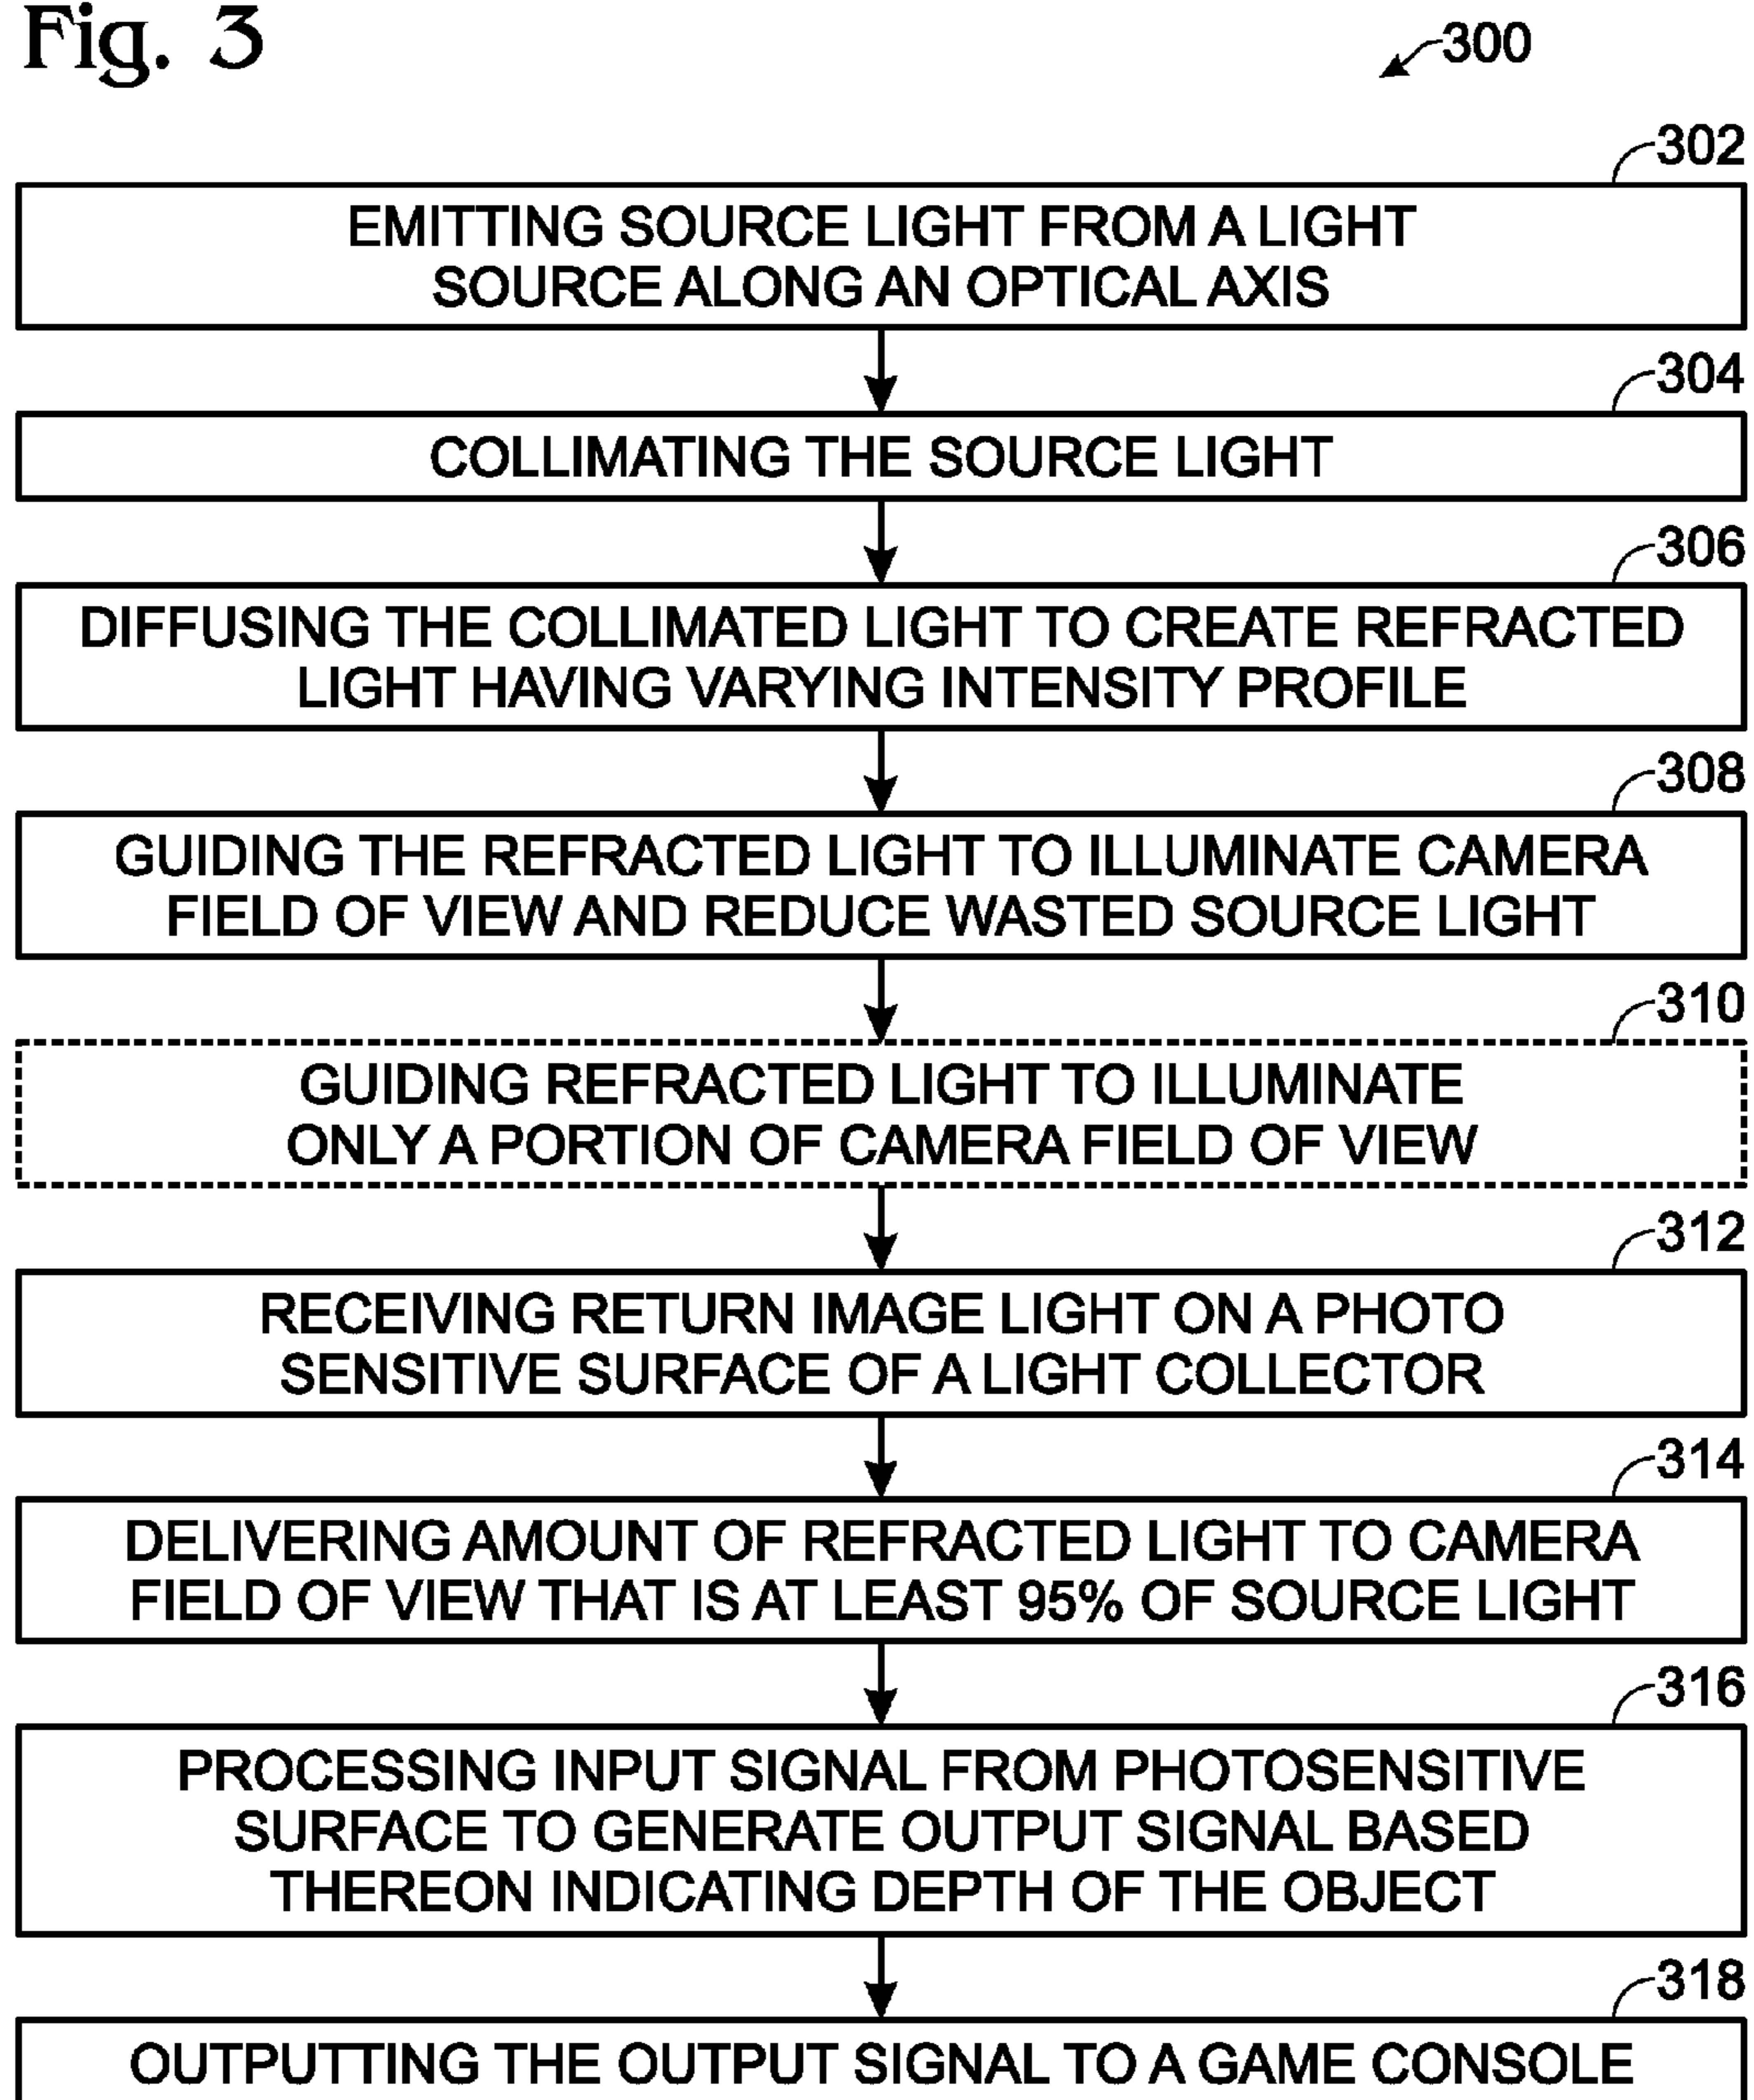 Fig. 3
300
302
EMITTING SOURCE LIGHT FROM A LIGHT
SOURCE ALONG AN OPTICAL AXIS
304
COLLIMATING THE SOURCE LIGHT
306
DIFFUSING THE COLLIMATED LIGHT TO CREATE REFRACTED
LIGHT HAVING VARYING INTENSITY PROFILE
308
GUIDING THE REFRACTED LIGHT TO ILLUMINATE CAMERA
FIELD OF VIEW AND REDUCE WASTED SOURCE LIGHT
310
GUIDING REFRACTED LIGHT TO ILLUMINATE
ONLY A PORTION OF CAMERA FIELD OF VIEW
312
RECEIVING RETURN IMAGE LIGHT ON A PHOTO
SENSITIVE SURFACE OF A LIGHT COLLECTOR
314
DELIVERING AMOUNT OF REFRACTED LIGHT TO CAMERA
FIELD OF VIEW THAT IS AT LEAST 95% OF SOURCE LIGHT
316
PROCESSING INPUT SIGNAL FROM PHOTOSENSITIVE
SURFACE TO GENERATE OUTPUT SIGNAL BASED
THEREON INDICATING DEPTH OF THE OBJECT
318
OUTPUTTING THE OUTPUT SIGNAL TO A GAME CONSOLE